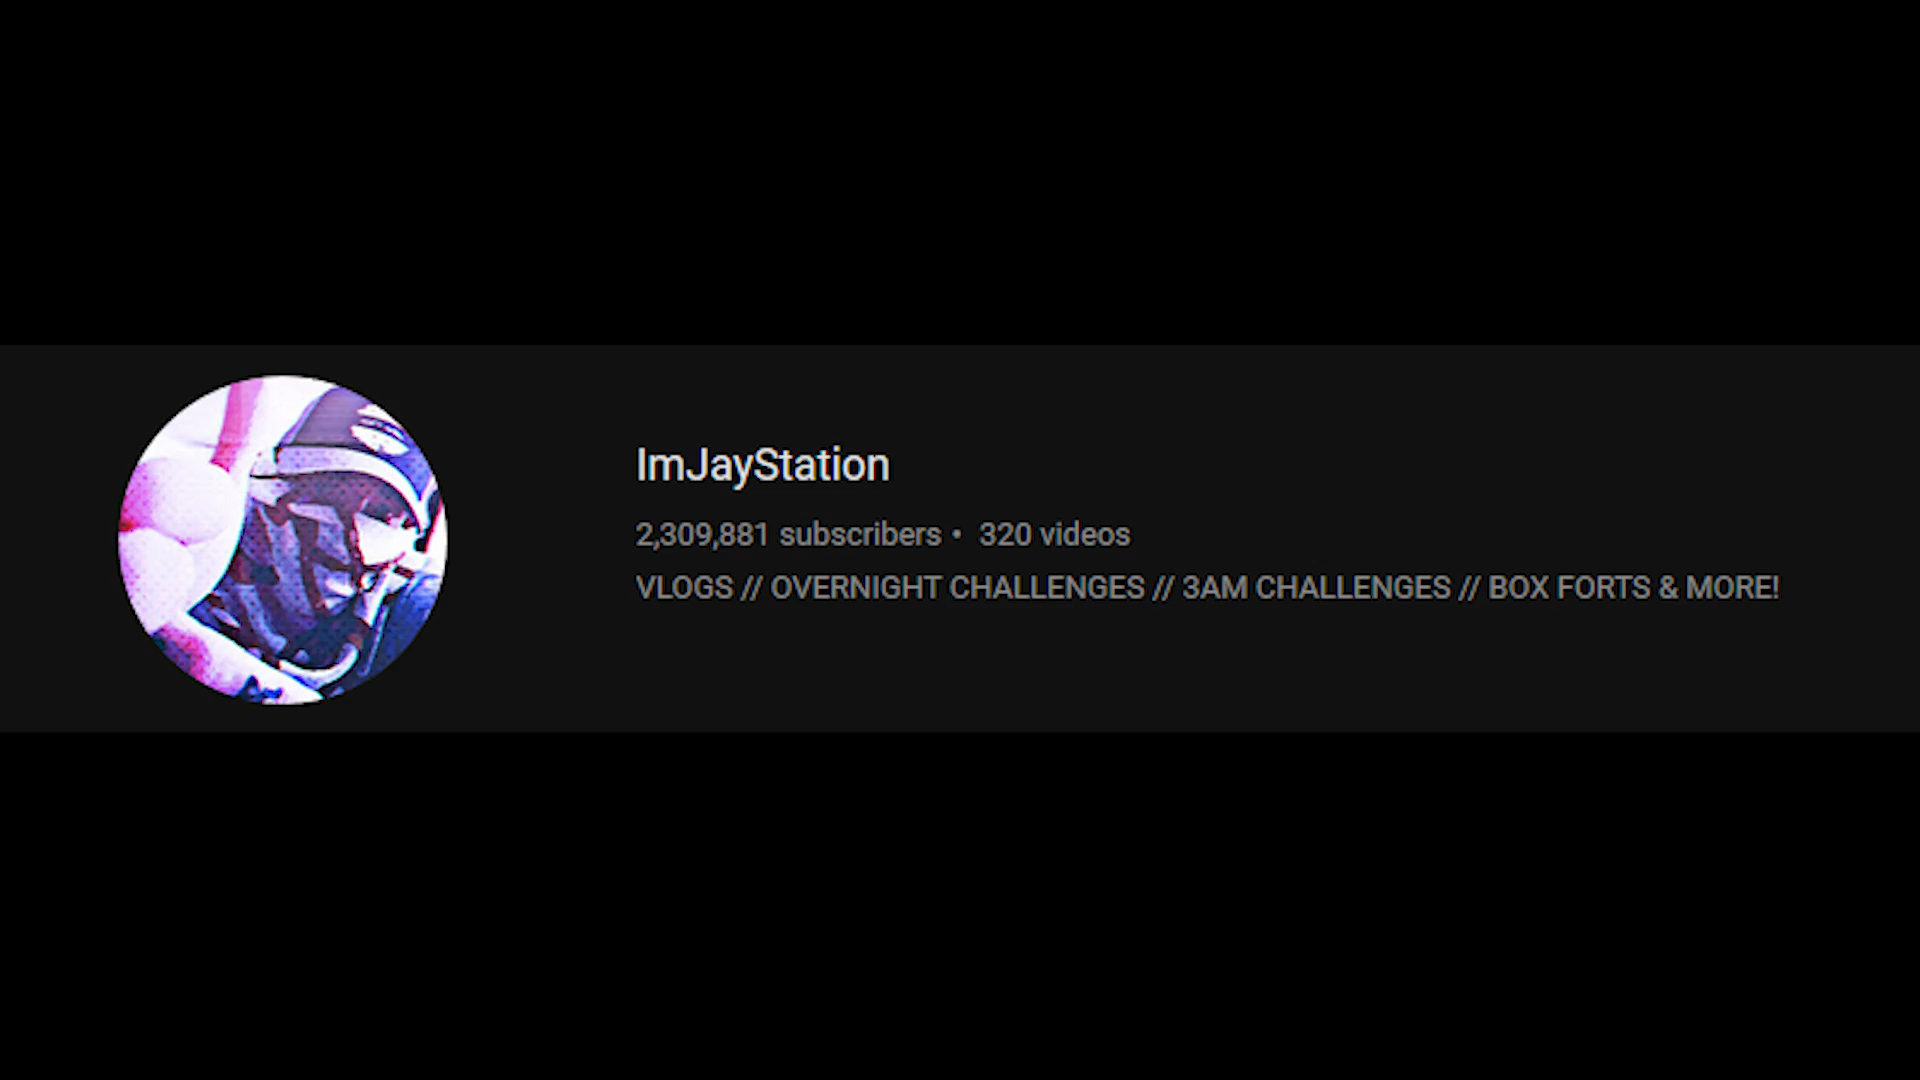 ImJayStation
2,309,881 subscribers • 320 videos
VLOGS // OVERNIGHT CHALLENGES // 3AM CHALLENGES // BOX FORTS & MORE!